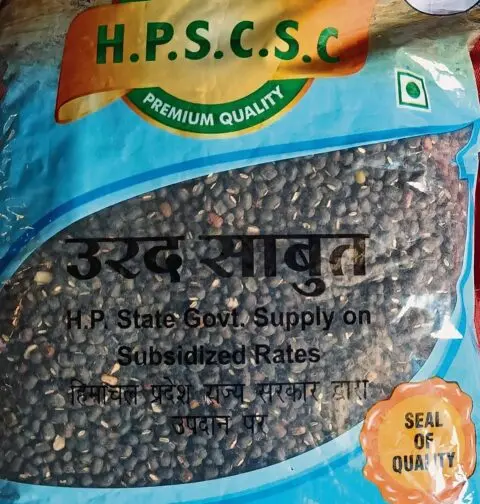 H.P.S.C.S.C
PREMIUM QUALITY
उरद साबुत
H.P. State Govt. Supply on
Subsidized Rates
हिमाचल प्रदेश राज्य सरकार द्वारा
उपदान पर
SEAL
OF
QUALITY